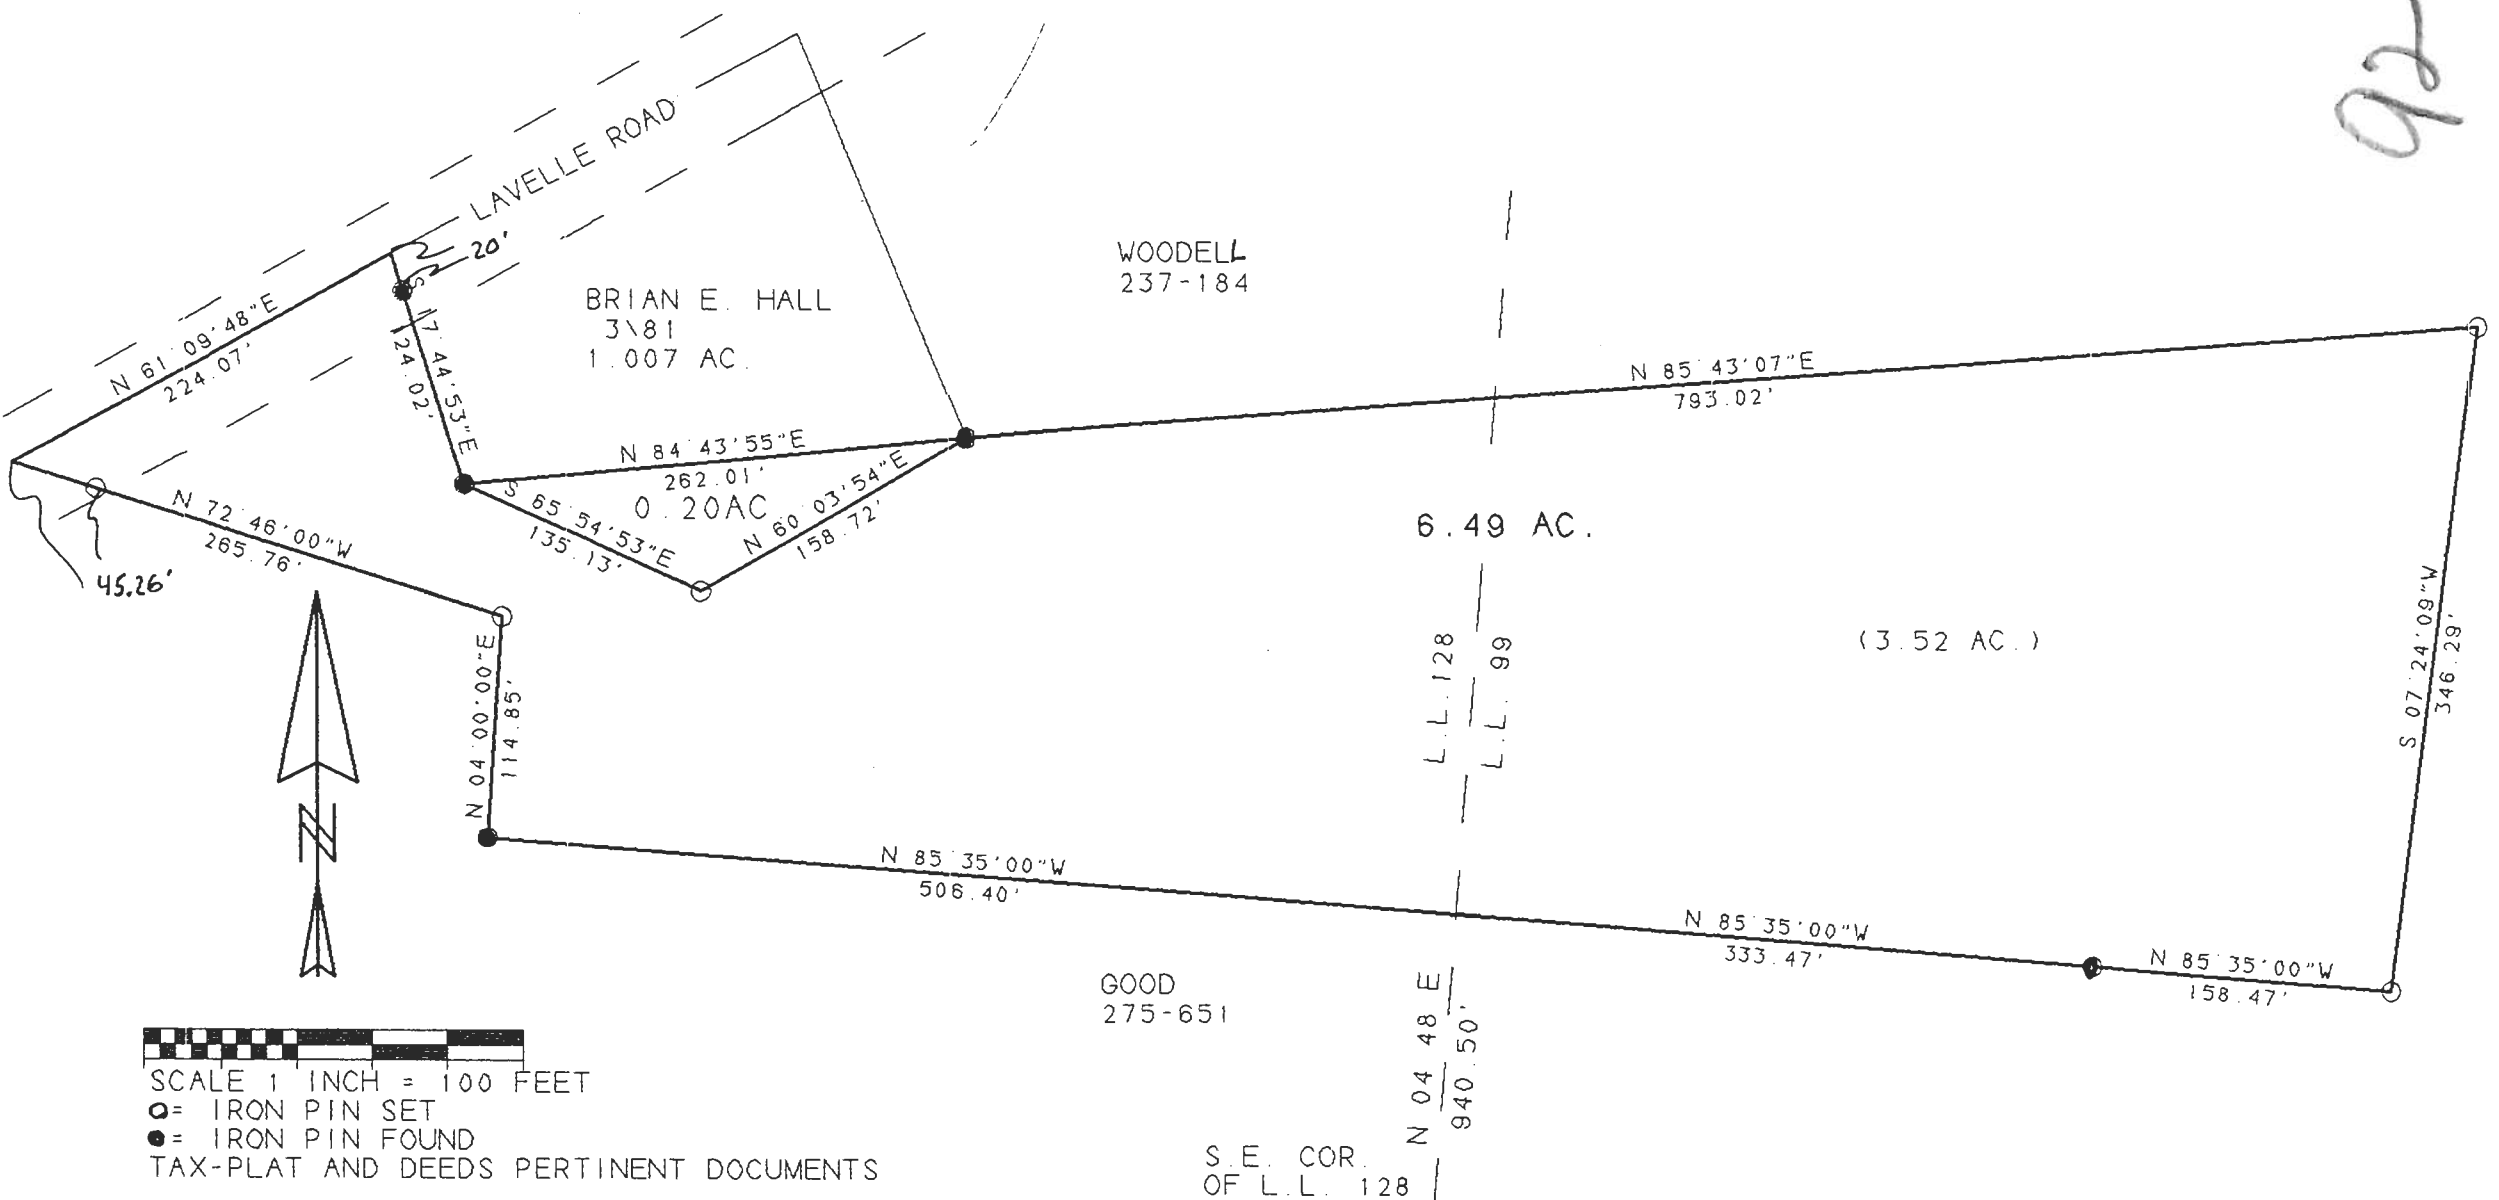 92
LAVELLE ROAD
20'
N 61°09'48"E
224.07'
S 17°44'53"E
124.02'
BRIAN E. HALL
3\81
1.007 AC.
WOODELL
237-184
N 85°43'07"E
793.02'
N 84°43'55"E
262.01'
0.20AC
S 65°54'53"E
135.13'
N 60°03'54"E
158.72'
N 72°46'00"W
265.76'
45.26'
6.49 AC.
(3.52 AC.)
L.L. 128
L.L. 99
S 07°24'09"W
346.29'
N 04°00'00"E
114.85'
N 85°35'00"W
506.40'
N 85°35'00"W
333.47'
N 85°35'00"W
158.47'
N
GOOD
275-651
N 04 48 E
940.50'
S.E. COR.
OF L.L. 128
SCALE 1 INCH = 100 FEET
O= IRON PIN SET
●= IRON PIN FOUND
TAX-PLAT AND DEEDS PERTINENT DOCUMENTS